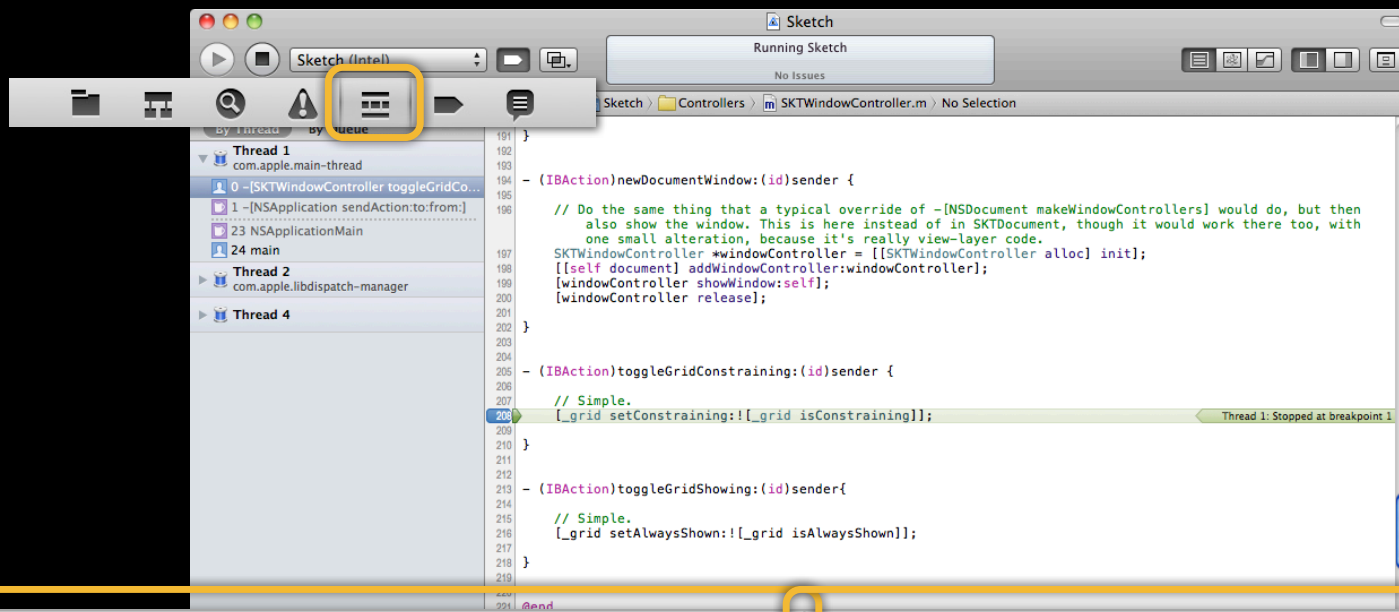 Sketch
Sketch (Intel)
Running Sketch
No Issues
Sketch 〉 Controllers 〉 m SKTWindowController.m 〉 No Selection
By Thread By Queue
Thread 1
com.apple.main-thread
0 -[SKTWindowController toggleGridCo...
1 -[NSApplication sendAction:to:from:]
23 NSApplicationMain
24 main
Thread 2
com.apple.libdispatch-manager
Thread 4
191 }
192
193
194 - (IBAction)newDocumentWindow:(id)sender {
195
196 // Do the same thing that a typical override of -[NSDocument makeWindowControllers] would do, but then
also show the window. This is here instead of in SKTDocument, though it would work there too, with
one small alteration, because it's really view-layer code.
197 SKTWindowController *windowController = [[SKTWindowController alloc] init];
198 [[self document] addWindowController:windowController];
199 [windowController showWindow:self];
200 [windowController release];
201
202 }
203
204
205 - (IBAction)toggleGridConstraining:(id)sender {
206
207 // Simple.
208 [_grid setConstraining:![_grid isConstraining]]; Thread 1: Stopped at breakpoint 1
209
210 }
211
212
213 - (IBAction)toggleGridShowing:(id)sender{
214
215 // Simple.
216 [_grid setAlwaysShown:![_grid isAlwaysShown]];
217
218 }
219
220
221 @end